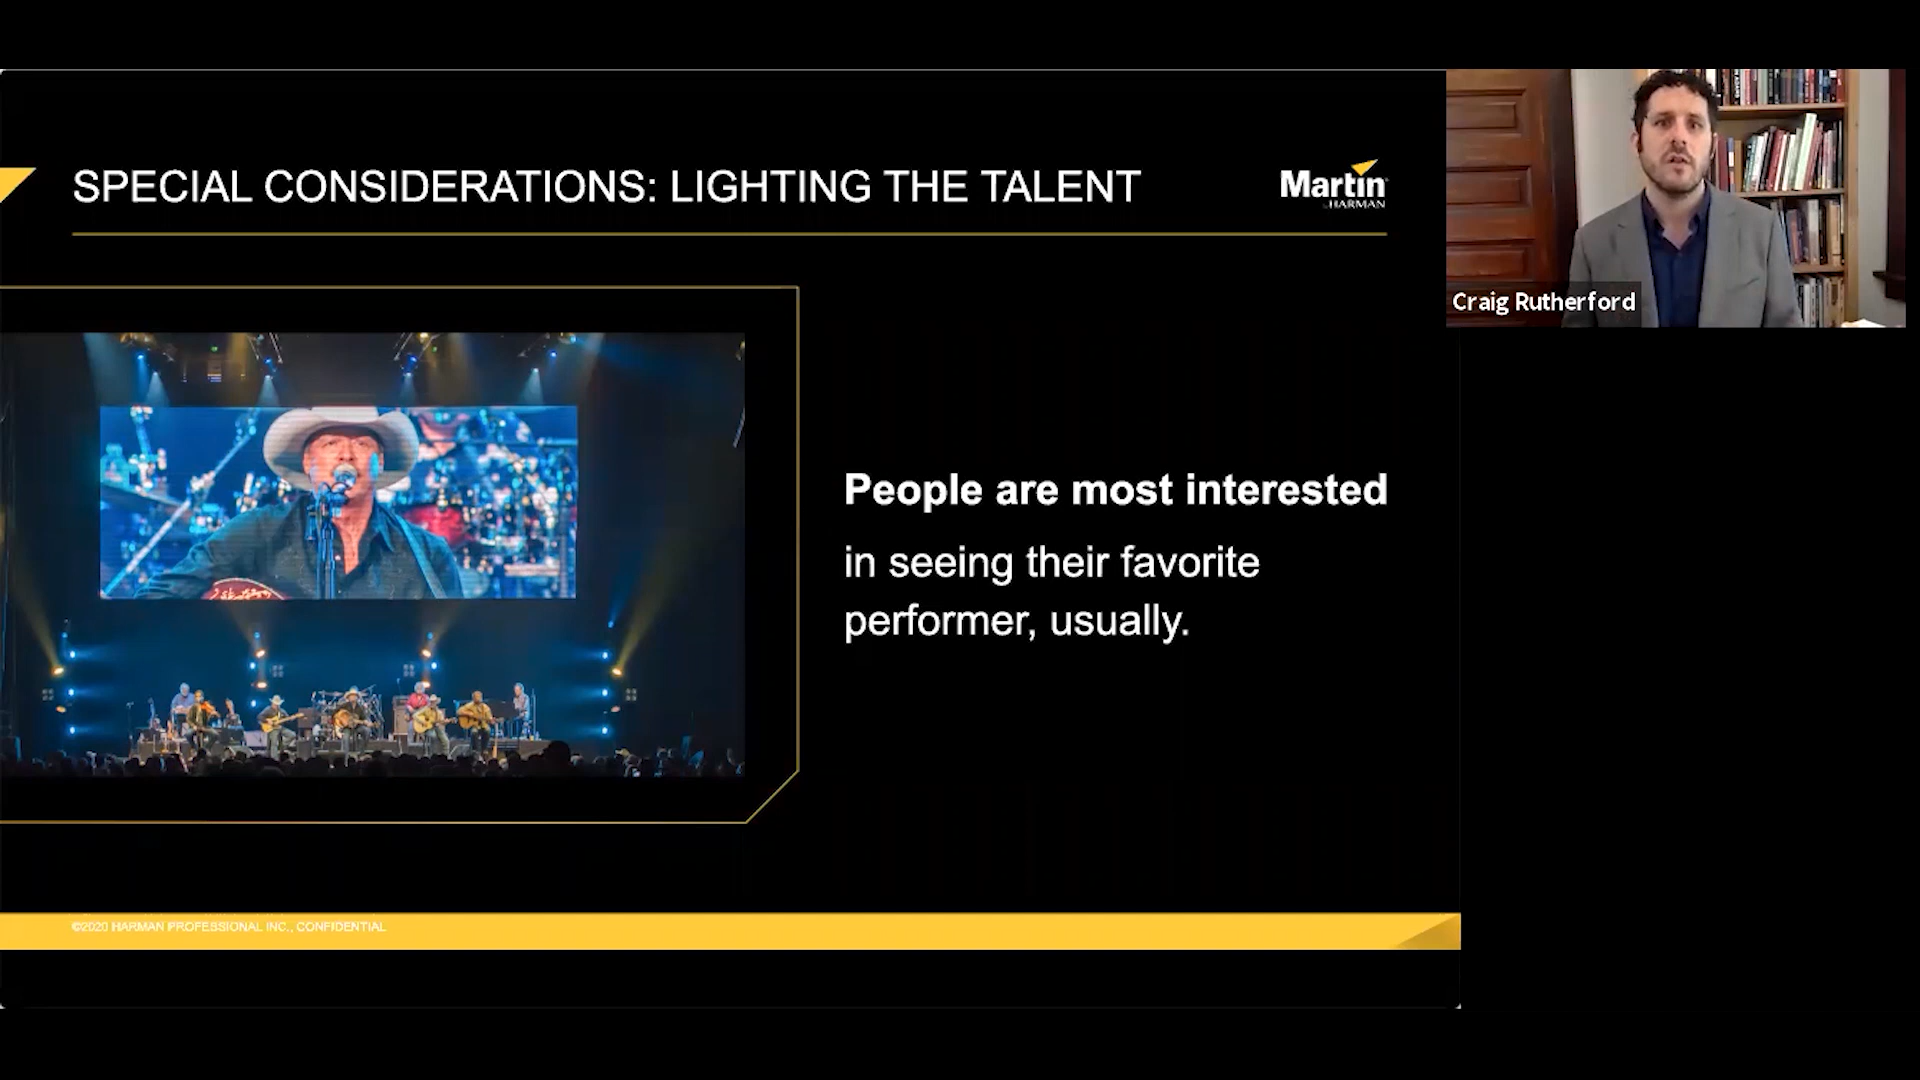 SPECIAL CONSIDERATIONS: LIGHTING THE TALENT
Martin
by HARMAN
Craig Rutherford
People are most interested
in seeing their favorite
performer, usually.
©2020 HARMAN PROFESSIONAL INC., CONFIDENTIAL